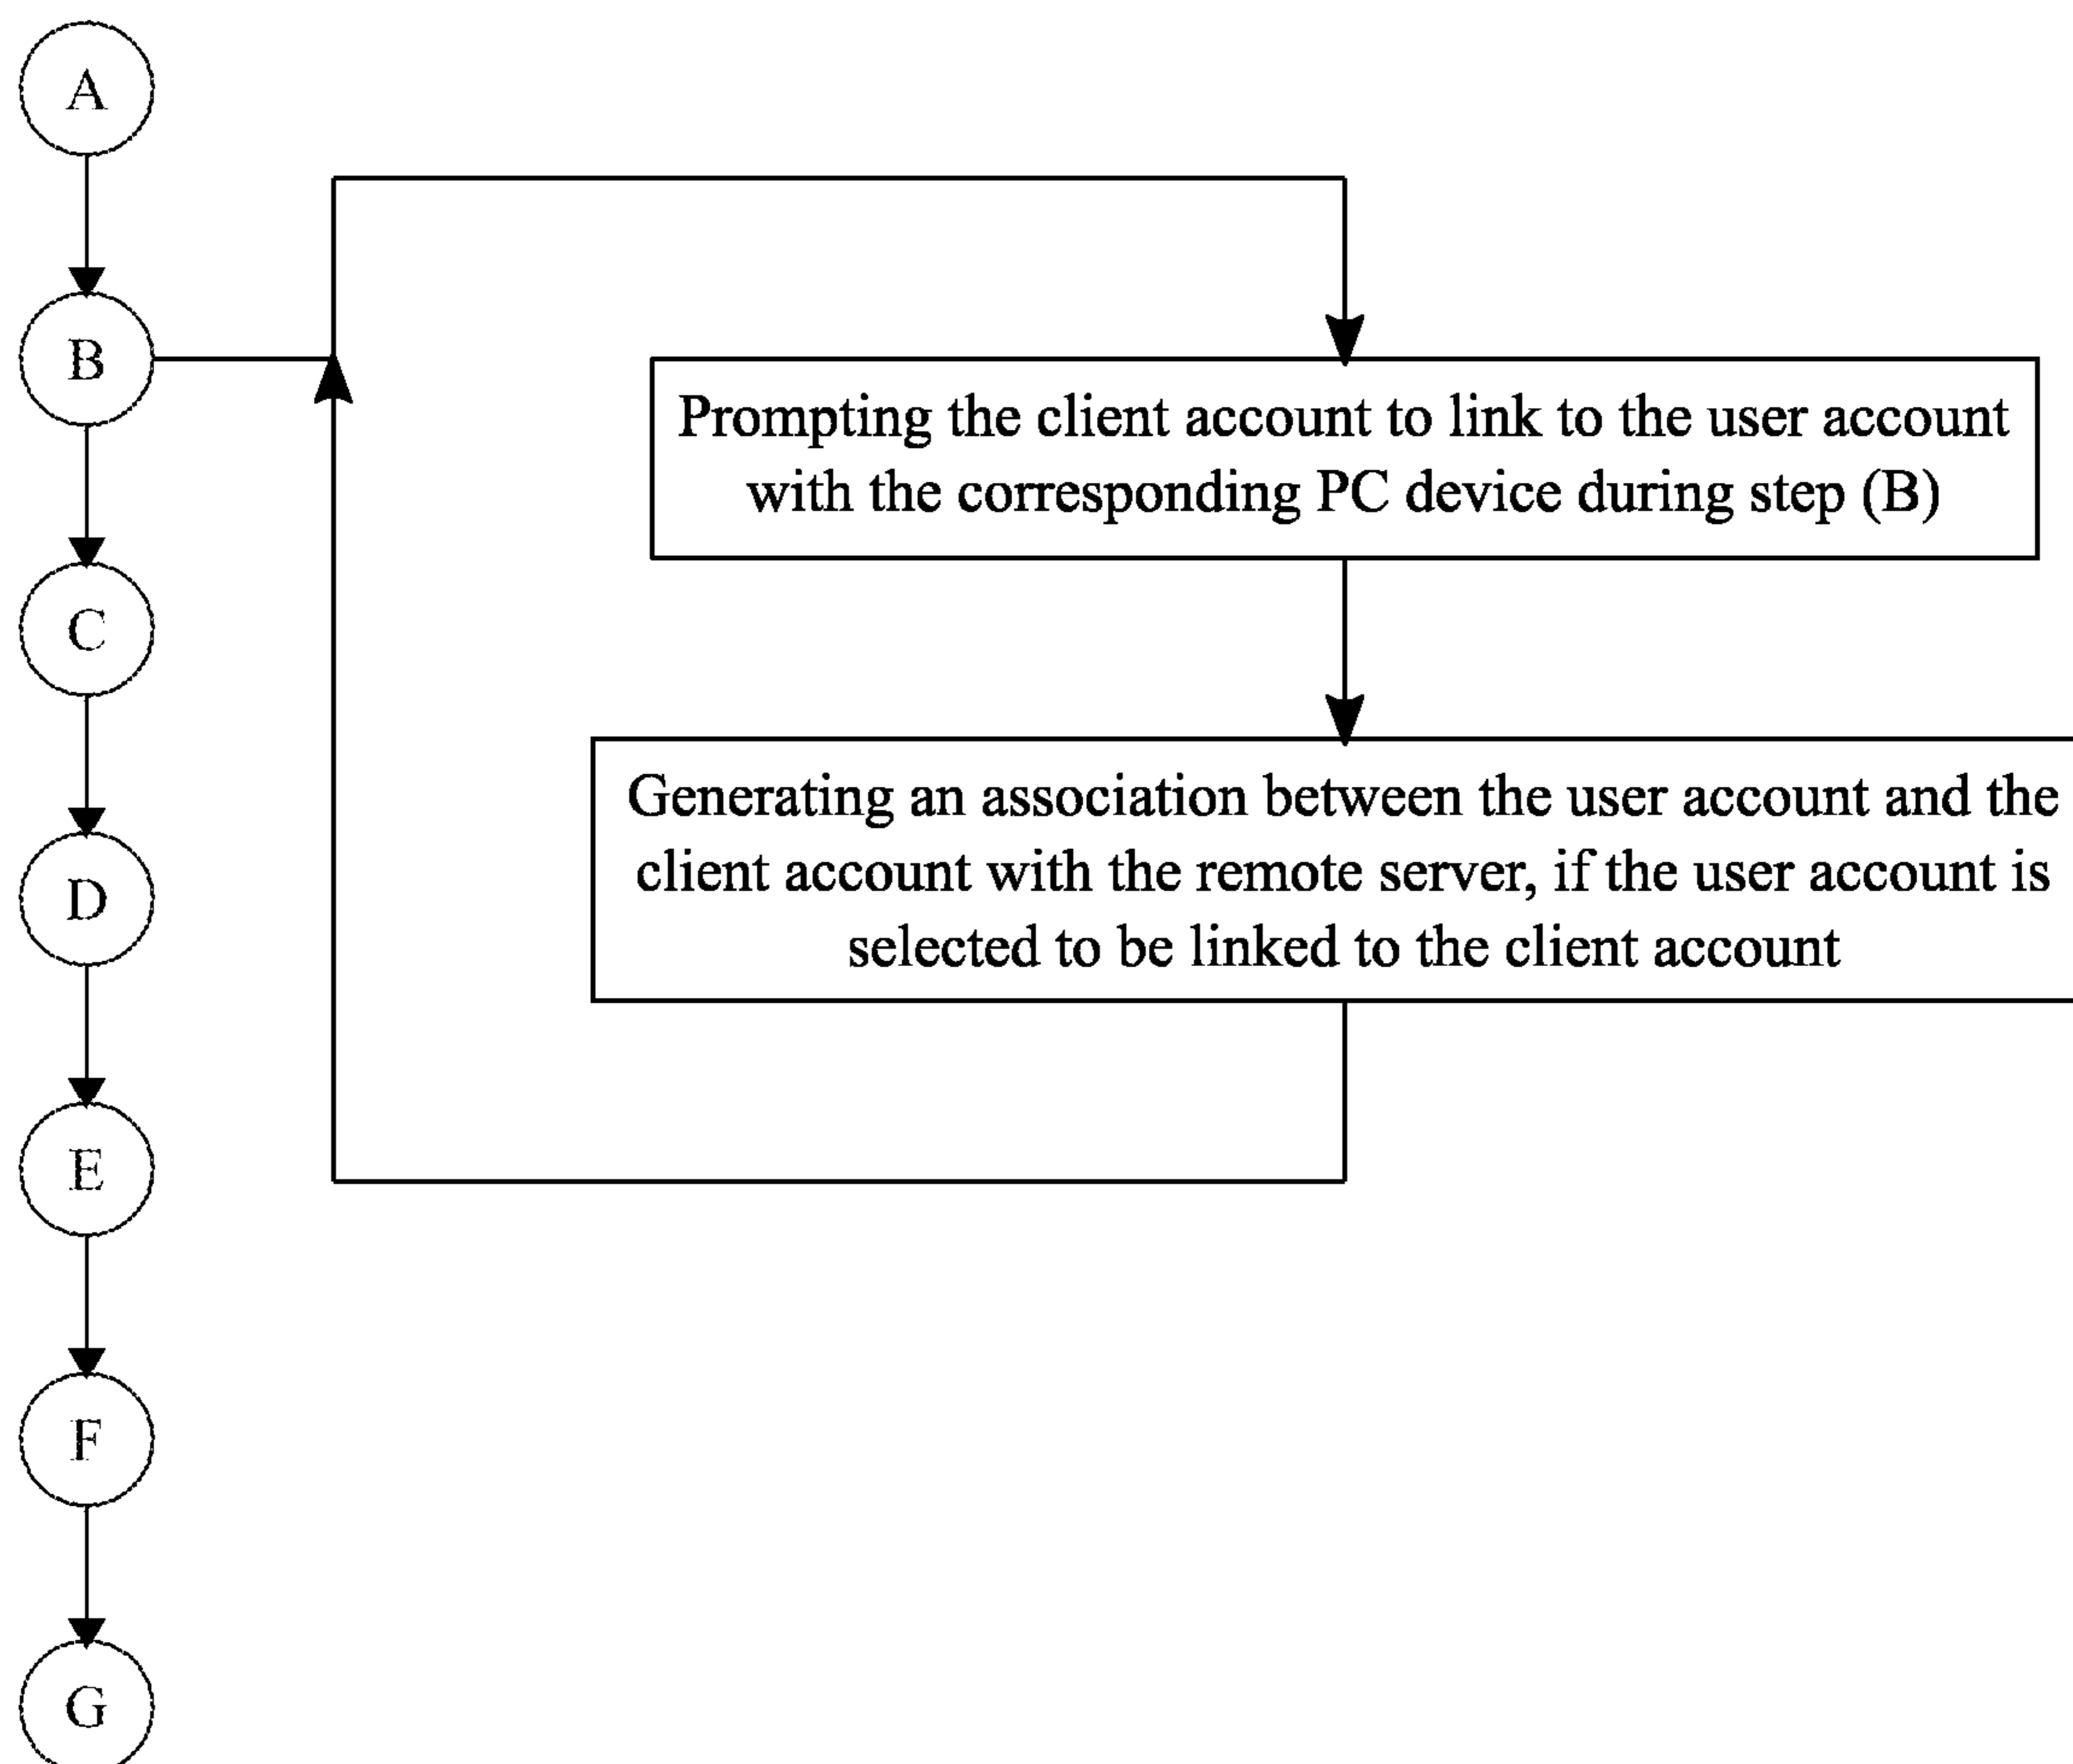 A
B
Prompting the client account to link to the user account
with the corresponding PC device during step (B)
C
Generating an association between the user account and the
client account with the remote server, if the user account is
selected to be linked to the client account
D
E
F
G